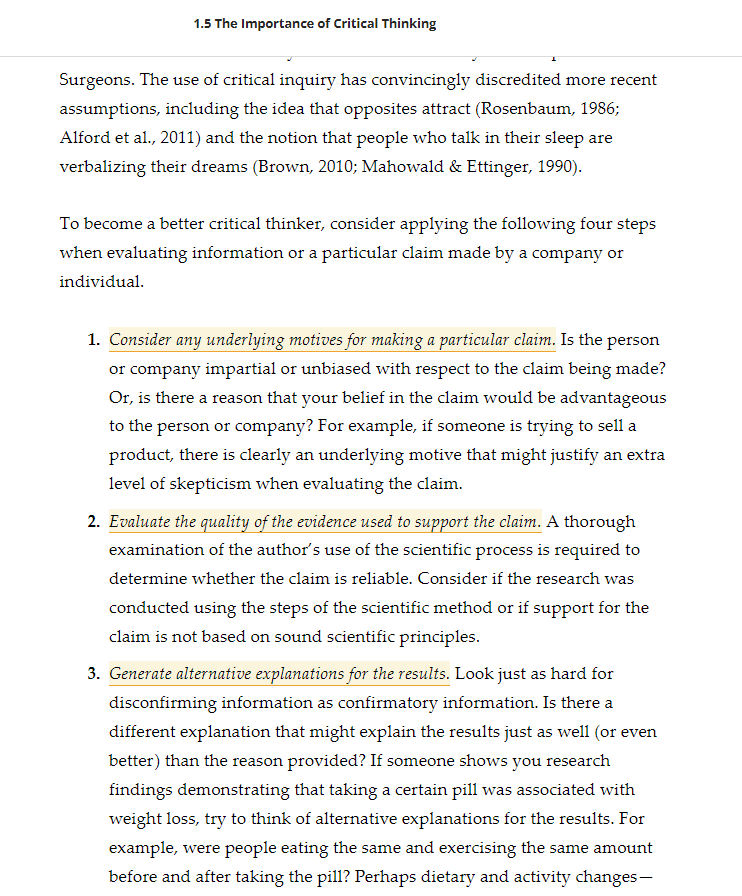 1.5 The Importance of Critical Thinking
Surgeons. The use of critical inquiry has convincingly discredited more recent
assumptions, including the idea that opposites attract (Rosenbaum, 1986;
Alford et al., 2011) and the notion that people who talk in their sleep are
verbalizing their dreams (Brown, 2010; Mahowald & Ettinger, 1990).
To become a better critical thinker, consider applying the following four steps
when evaluating information or a particular claim made by a company or
individual.
1. Consider any underlying motives for making a particular claim. Is the person
or company impartial or unbiased with respect to the claim being made?
Or, is there a reason that your belief in the claim would be advantageous
to the person or company? For example, if someone is trying to sell a
product, there is clearly an underlying motive that might justify an extra
level of skepticism when evaluating the claim.
2. Evaluate the quality of the evidence used to support the claim. A thorough
examination of the author's use of the scientific process is required to
determine whether the claim is reliable. Consider if the research was
conducted using the steps of the scientific method or if support for the
claim is not based on sound scientific principles.
3. Generate alternative explanations for the results. Look just as hard for
disconfirming information as confirmatory information. Is there a
different explanation that might explain the results just as well (or even
better) than the reason provided? If someone shows you research
findings demonstrating that taking a certain pill was associated with
weight loss, try to think of alternative explanations for the results. For
example, were people eating the same and exercising the same amount
before and after taking the pill? Perhaps dietary and activity changes—